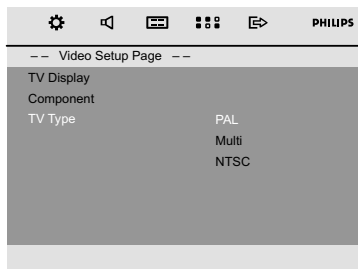 PHILIPS
-- Video Setup Page --
TV Display
Component
TV Type PAL
Multi
NTSC